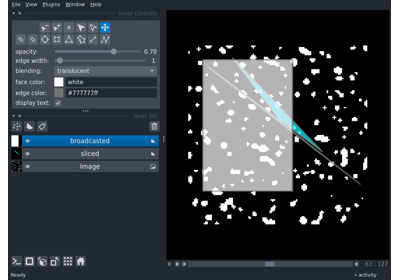 File View Plugins Window Help
layer controls
opacity: 0.70
edge width: 1
blending: translucent
face color: white
edge color: #777777ff
display text:
layer list
broadcasted
sliced
Image
63 127
Ready
activity